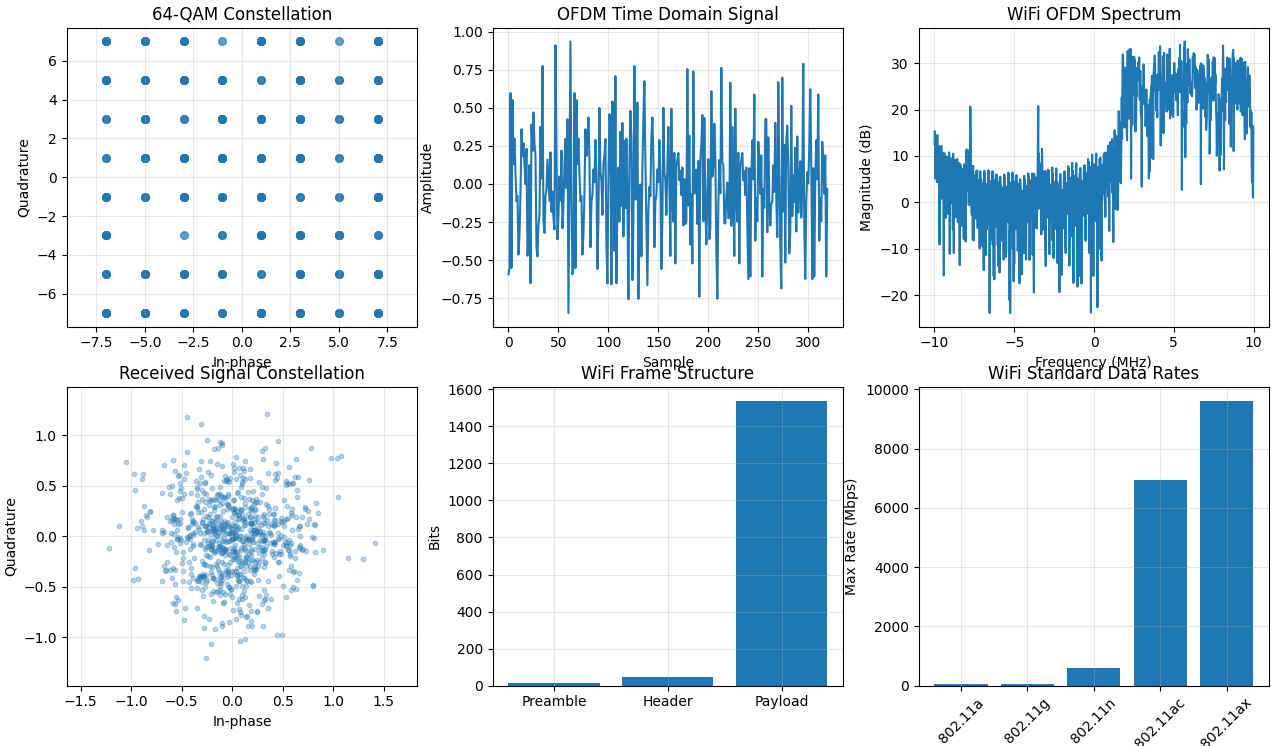 64-QAM Constellation
Quadrature
6
4
2
0
−2
−4
−6
−7.5 −5.0 −2.5 0.0 2.5 5.0 7.5
In-phase
OFDM Time Domain Signal
Amplitude
1.00
0.75
0.50
0.25
0.00
−0.25
−0.50
−0.75
0 50 100 150 200 250 300
Sample
WiFi OFDM Spectrum
Magnitude (dB)
30
20
10
0
−10
−20
−10 −5 0 5 10
Frequency (MHz)
Received Signal Constellation
Quadrature
1.0
0.5
0.0
−0.5
−1.0
−1.5 −1.0 −0.5 0.0 0.5 1.0 1.5
In-phase
WiFi Frame Structure
Bits
1600
1400
1200
1000
800
600
400
200
0
Preamble Header Payload
WiFi Standard Data Rates
Max Rate (Mbps)
10000
8000
6000
4000
2000
0
802.11a 802.11g 802.11n 802.11ac 802.11ax